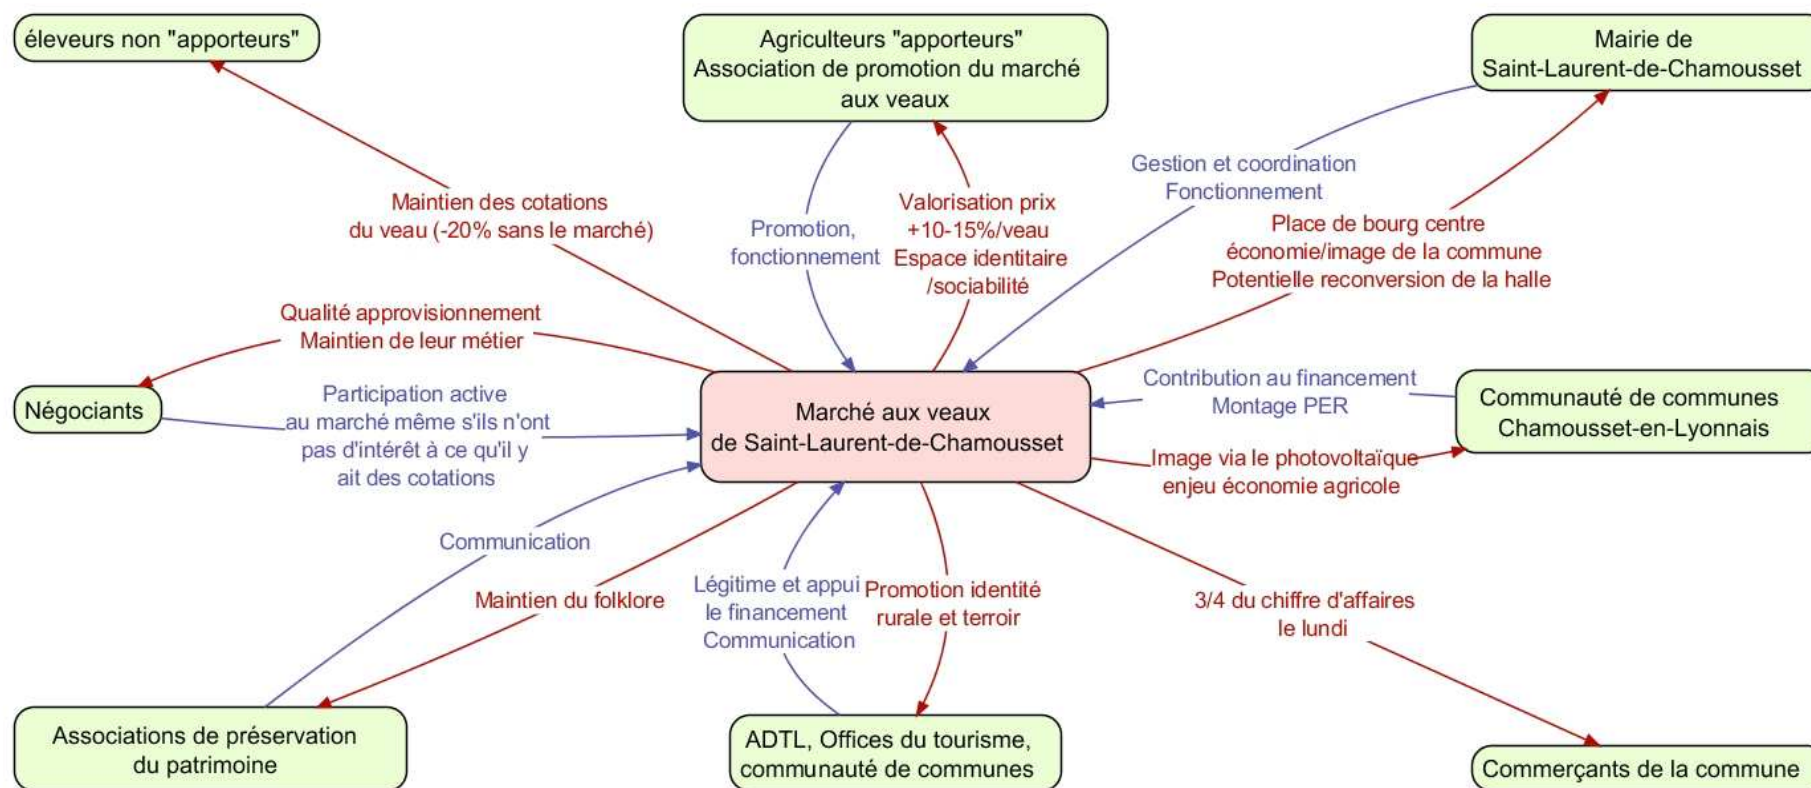 éleveurs non "apporteurs"
Agriculteurs "apporteurs"
Association de promotion du marché
aux veaux
Mairie de
Saint-Laurent-de-Chamousset
Maintien des cotations
du veau (-20% sans le marché)
Promotion,
fonctionnement
Valorisation prix
+10-15%/veau
Espace identitaire
/sociabilité
Gestion et coordination
Fonctionnement
Place de bourg centre
économie/image de la commune
Potentielle reconversion de la halle
Qualité approvisionnement
Maintien de leur métier
Négociants
Participation active
au marché même s'ils n'ont
pas d'intérêt à ce qu'il y
ait des cotations
Marché aux veaux
de Saint-Laurent-de-Chamousset
Contribution au financement
Montage PER
Communauté de communes
Chamousset-en-Lyonnais
Image via le photovoltaïque
enjeu économie agricole
Communication
Maintien du folklore
Légitime et appui
le financement
Communication
Promotion identité
rurale et terroir
3/4 du chiffre d'affaires
le lundi
Associations de préservation
du patrimoine
ADTL, Offices du tourisme,
communauté de communes
Commerçants de la commune